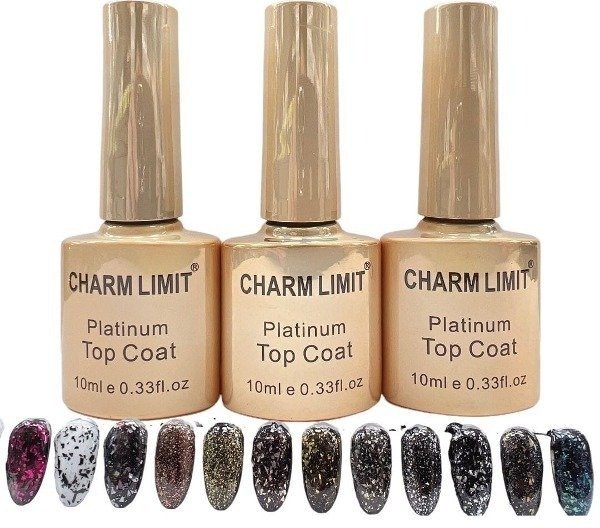 CHARM LIMIT®
Platinum
Top Coat
10ml e 0.33fl.oz
CHARM LIMIT®
Platinum
Top Coat
10ml e 0.33fl.oz
CHARM LIMIT®
Platinum
Top Coat
10ml e 0.33fl.oz